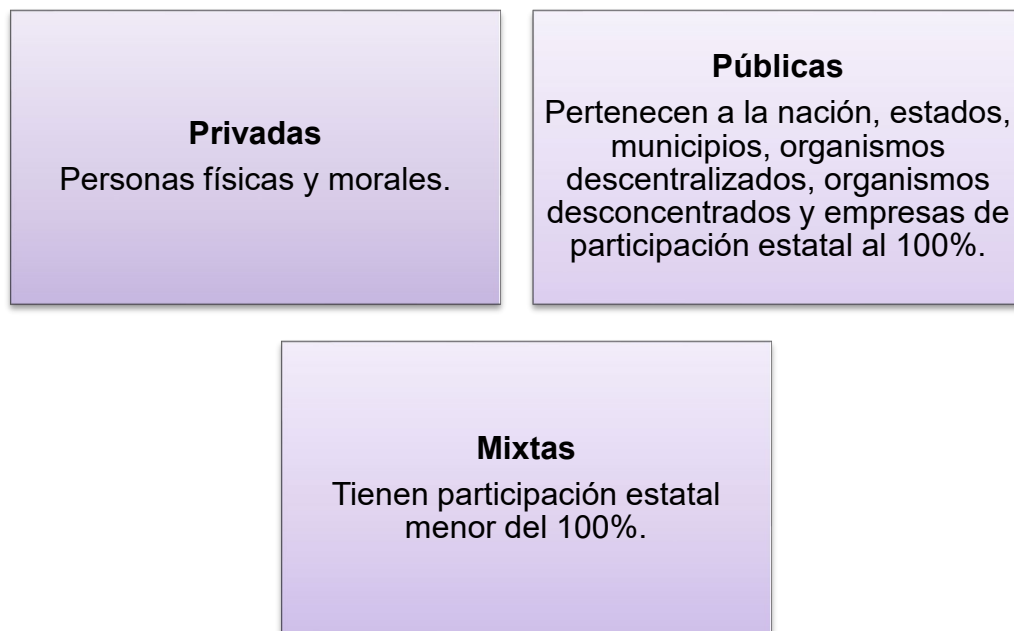 Privadas
Personas físicas y morales.
Públicas
Pertenecen a la nación, estados,
municipios, organismos
descentralizados, organismos
desconcentrados y empresas de
participación estatal al 100%.
Mixtas
Tienen participación estatal
menor del 100%.